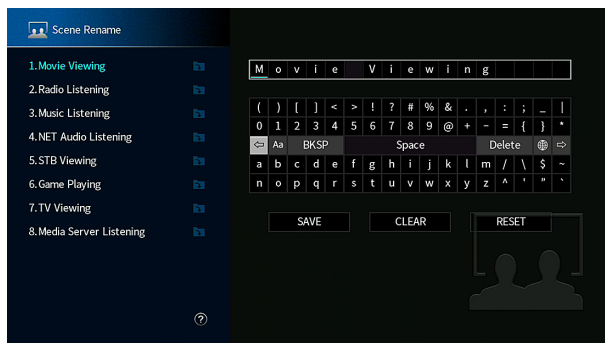 Scene Rename
1.Movie Viewing
2.Radio Listening
3.Music Listening
4.NET Audio Listening
5.STB Viewing
6.Game Playing
7.TV Viewing
8.Media Server Listening
?
Movie Viewing
( ) [ ] < > ! ? # % & . , : ; _ |
0 1 2 3 4 5 6 7 8 9 @ + - = { } *
⇦ Aa BKSP Space Delete 🌐 ⇨
a b c d e f g h i j k l m / \ $ ~
n o p q r s t u v w x y z ^ ' " `
SAVE CLEAR RESET